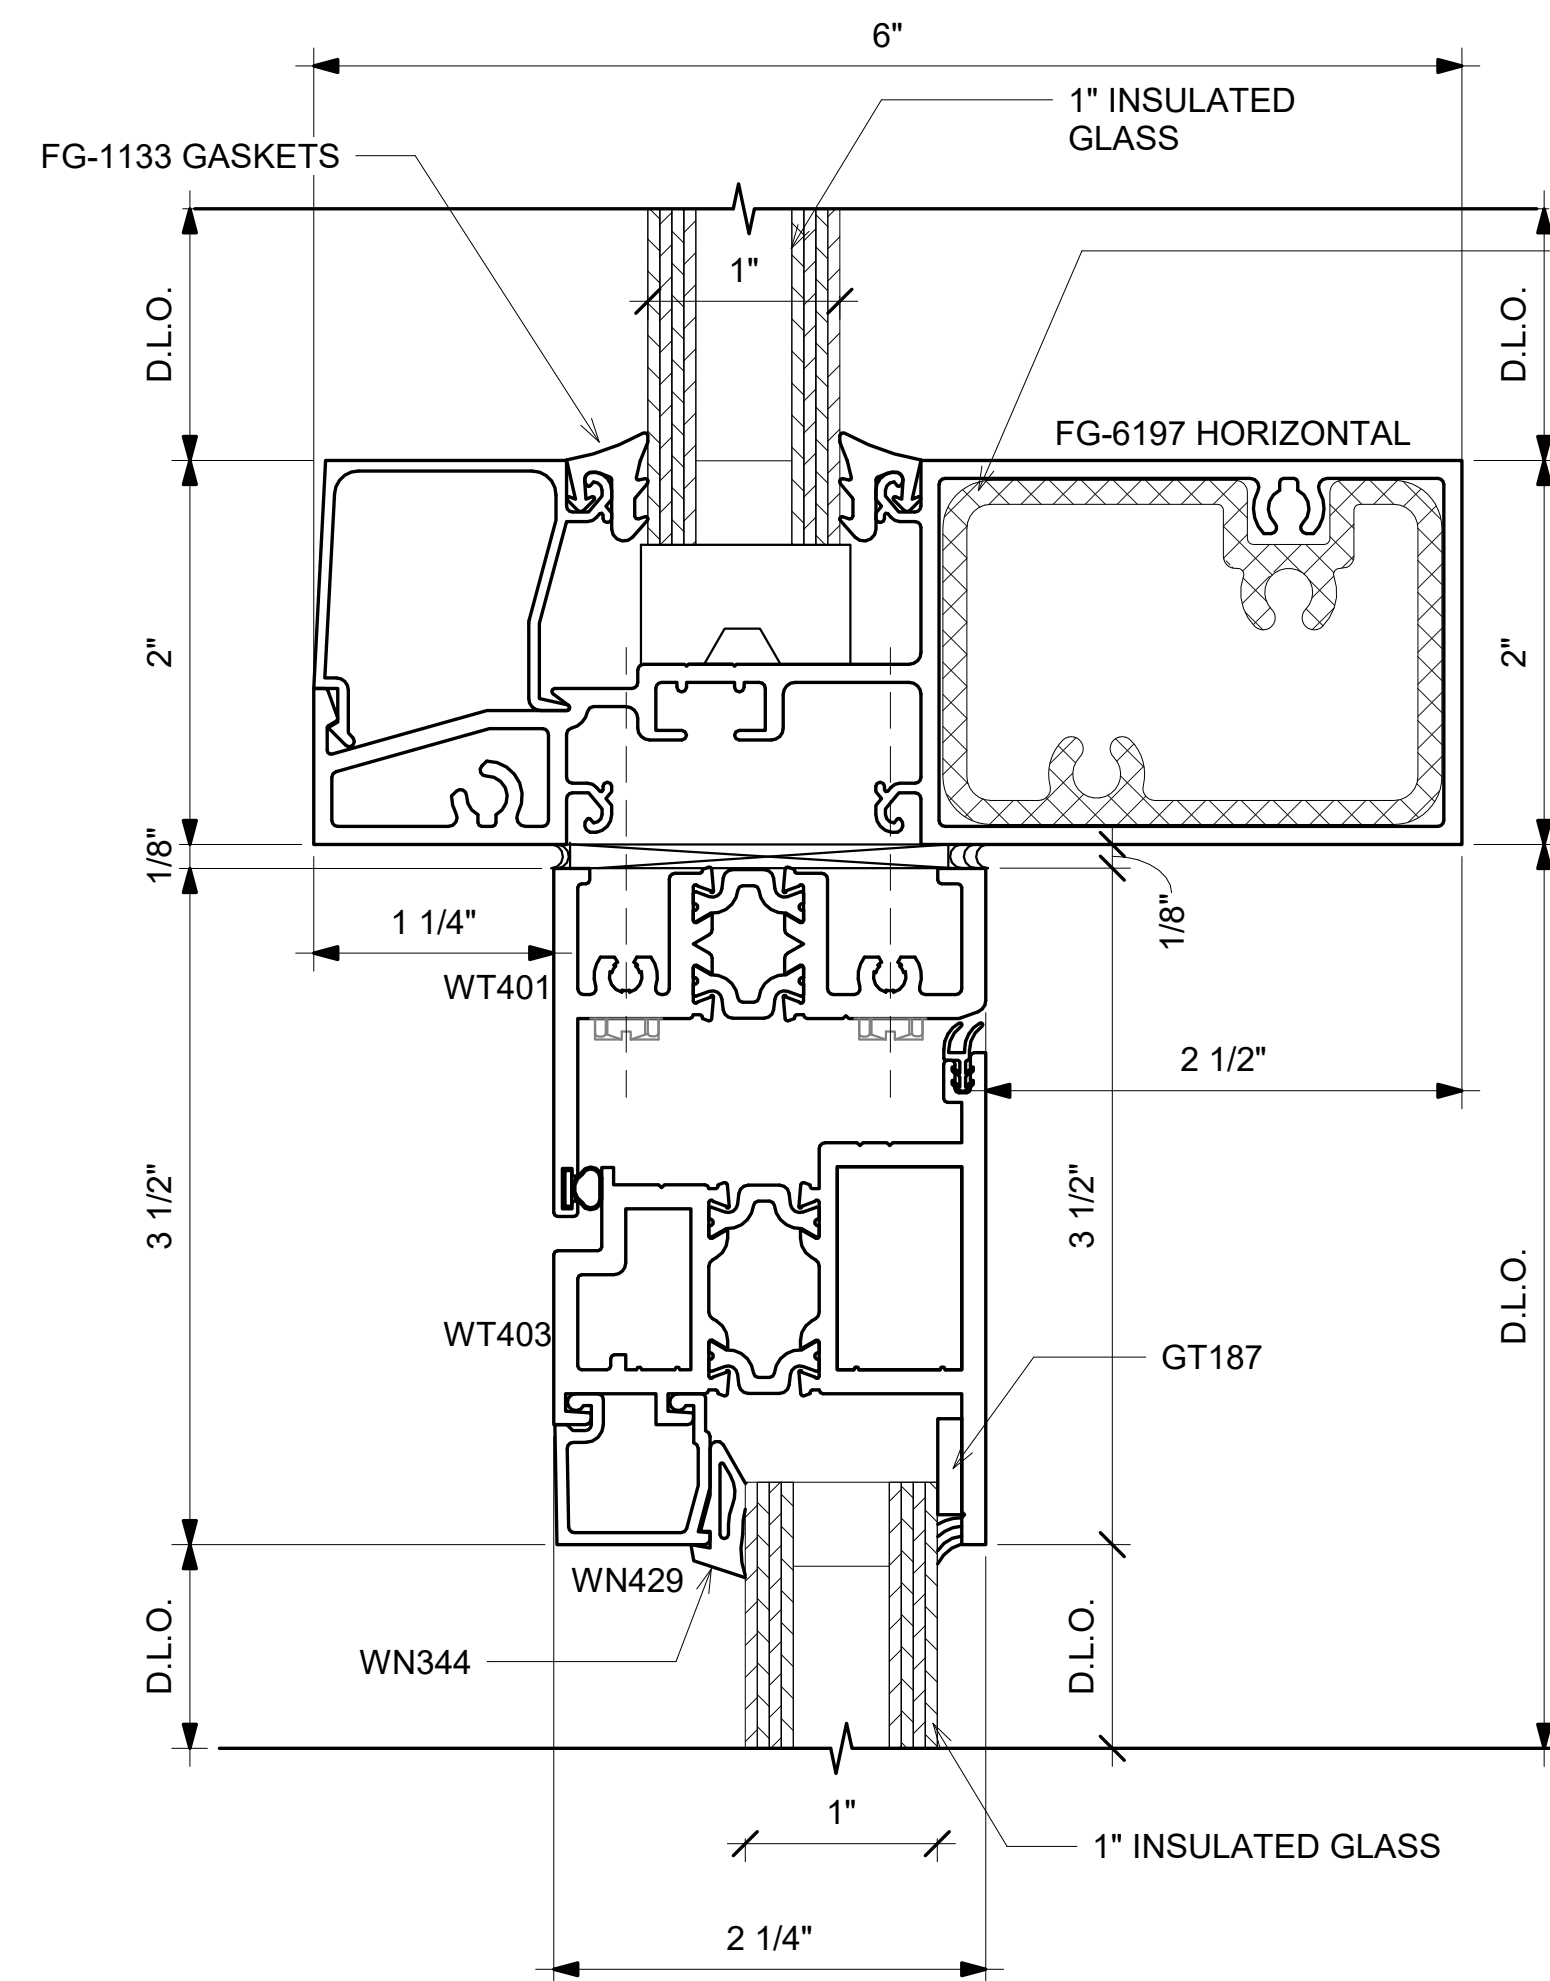 6"
1" INSULATED
GLASS
FG-1133 GASKETS
1"
D.L.O.
D.L.O.
FG-6197 HORIZONTAL
2"
2"
1/8"
1 1/4"
1/8"
WT401
2 1/2"
3 1/2"
3 1/2"
D.L.O.
WT403
GT187
WN429
D.L.O.
D.L.O.
WN344
1"
1" INSULATED GLASS
2 1/4"